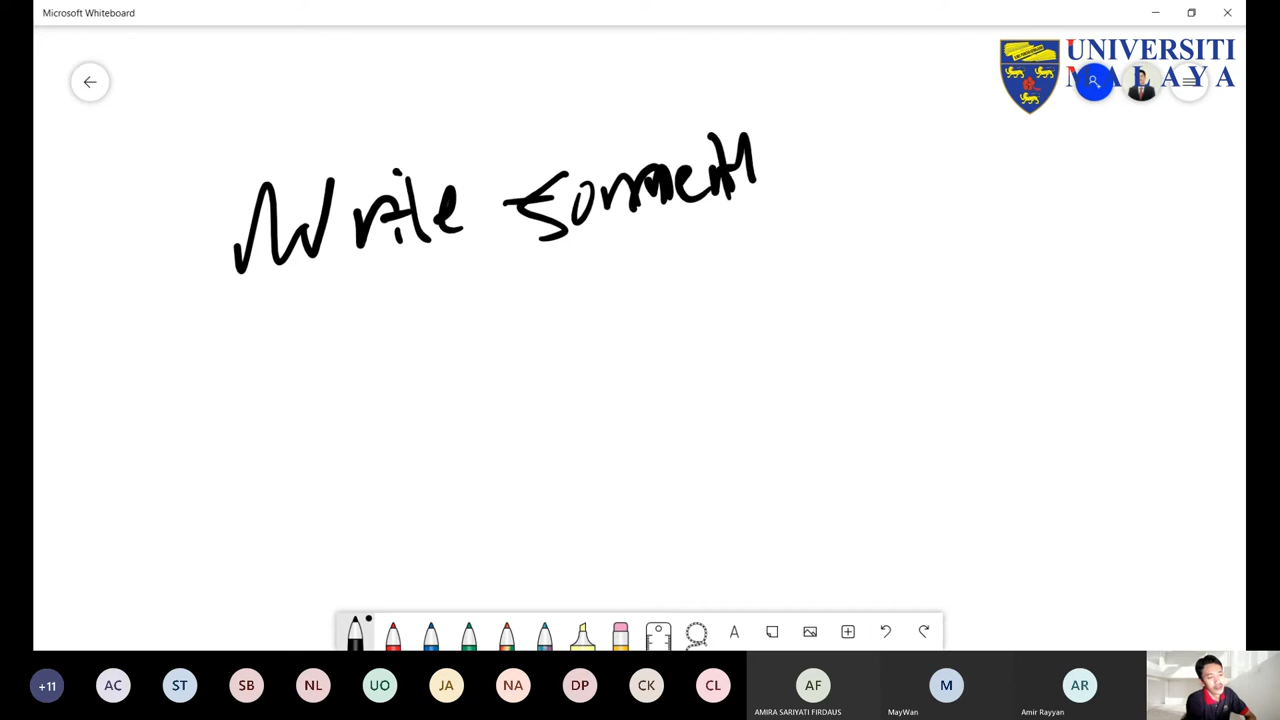 Microsoft Whiteboard
UNIVERSITI
MALAYA
Write
A
+11
AC
ST
SB
NL
UO
JA
NA
DP
CK
CL
AF
M
AR
AMIRA SARIYATI FIRDAUS
MayWan
Amir Rayyan